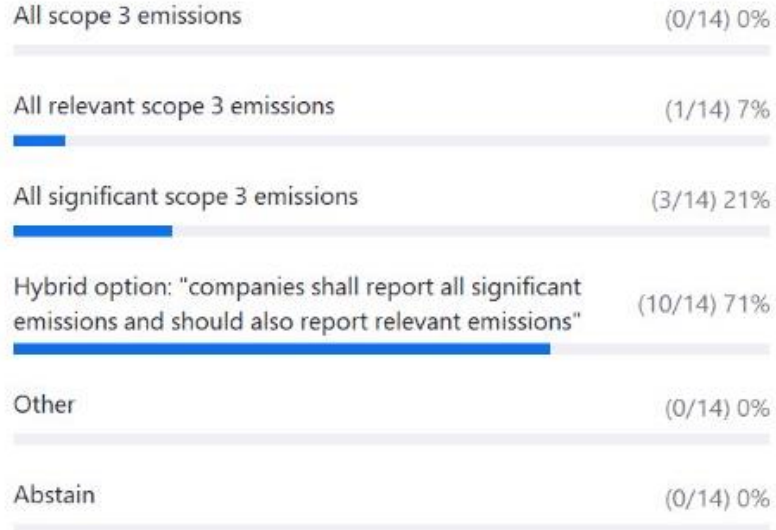 All scope 3 emissions (0/14) 0%
All relevant scope 3 emissions (1/14) 7%
All significant scope 3 emissions (3/14) 21%
Hybrid option: "companies shall report all significant
emissions and should also report relevant emissions" (10/14) 71%
Other (0/14) 0%
Abstain (0/14) 0%